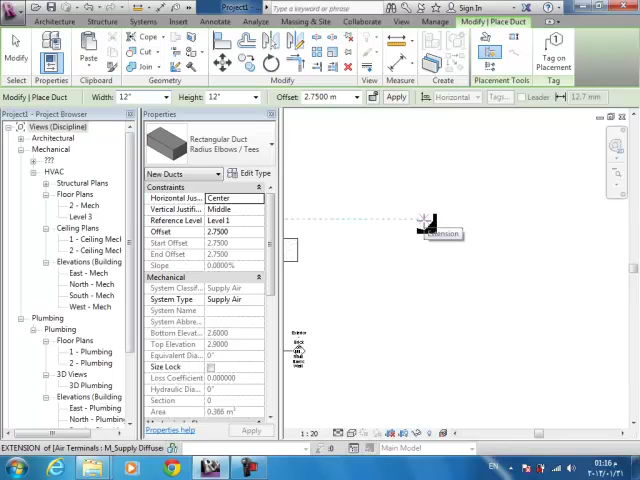 Project1 -
Type a keyword or phrase
Sign In
Architecture Structure Systems Insert Annotate Analyze Massing & Site Collaborate View Manage Modify | Place Duct
Modify
Paste
Cope
Cut
Join
Tag on
Placement
Select Properties Clipboard Geometry Modify View Measure Create Placement Tools Tag
Modify | Place Duct Width: 12" Height: 12" Offset: 2.7500 m Apply Horizontal Tags... Leader 12.7 mm
Project1 - Project Browser
Views (Discipline)
Architectural
Mechanical
???
HVAC
Structural Plans
Floor Plans
2 - Mech
Level 3
1 - Ceiling Mech
2 - Ceiling Mech
Elevations (Building
East - Mech
North - Mech
South - Mech
West - Mech
Plumbing
Plumbing
Floor Plans
1 - Plumbing
2 - Plumbing
3D Views
3D Plumbing
Elevations (Building
East - Plumbing
North - Plumbing
Properties
Rectangular Duct
Radius Elbows / Tees
New Ducts Edit Type
Constraints
Horizontal Jus... Center
Vertical Justifi... Middle
Reference Level Level 1
Offset 2.7500
Start Offset 2.7500
End Offset 2.7500
Slope 0.0000%
Mechanical
System Classif... Supply Air
System Type Supply Air
System Name
System Abbre...
Bottom Elevat... 2.6000
Top Elevation 2.9000
Equivalent Dia... 0"
Size Lock
Loss Coefficient 0.000000
Hydraulic Diam... 0"
Section 0
Area 0.366 m²
Properties help Apply
Extension
Exterior
Brick
1 : 20
EXTENSION of [Air Terminals : M_Supply Diffuse :0 Main Model
EN 01:16 م
٢٠١٢/٠١/٢١